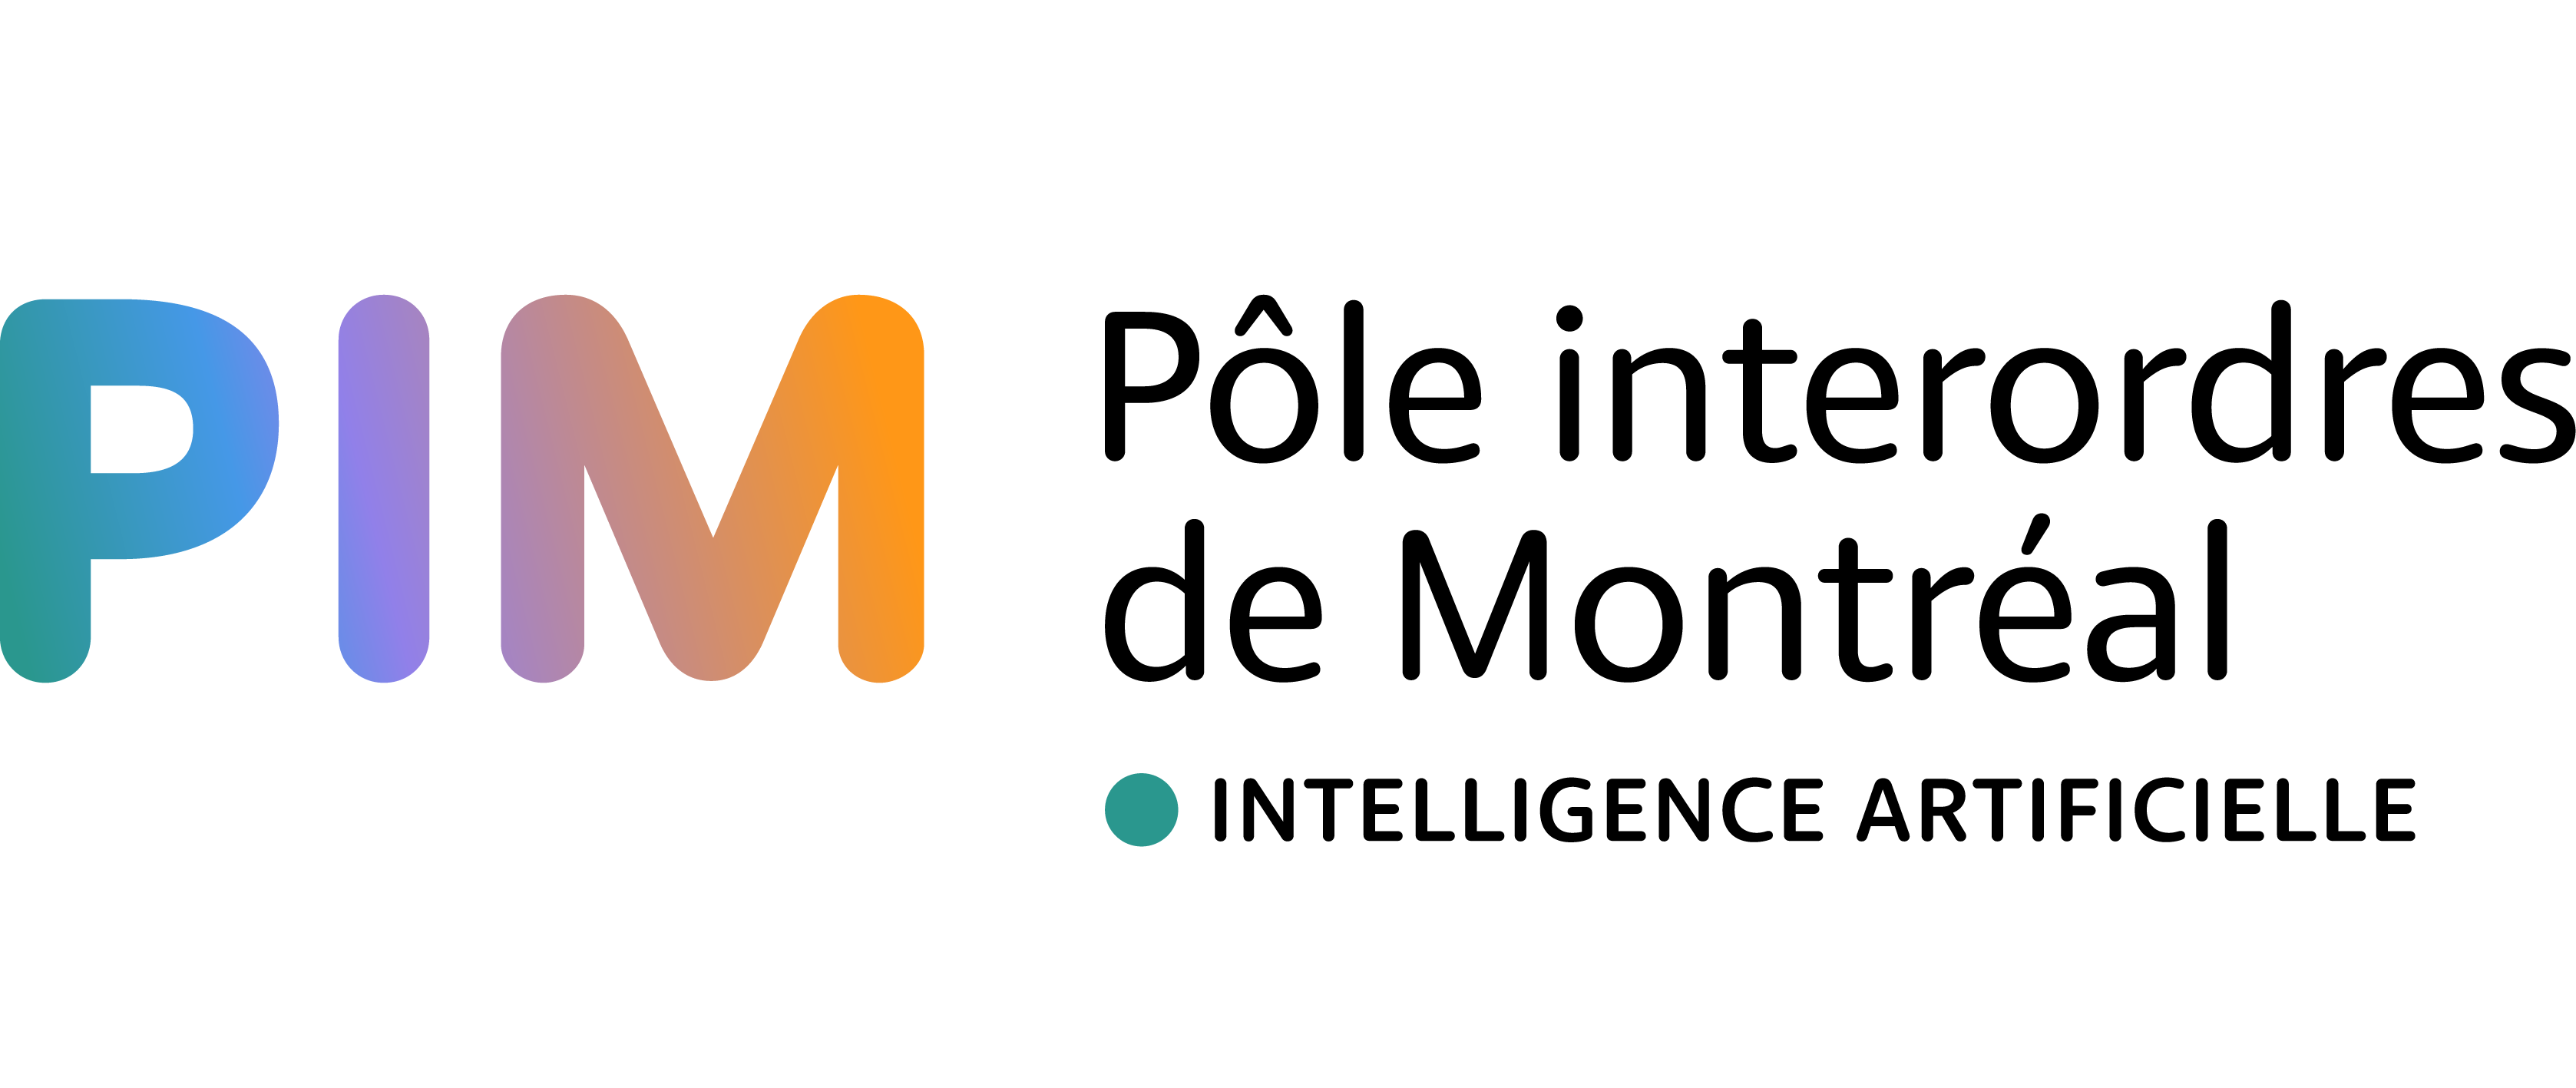 PIM
Pôle interordres
de Montréal
INTELLIGENCE ARTIFICIELLE